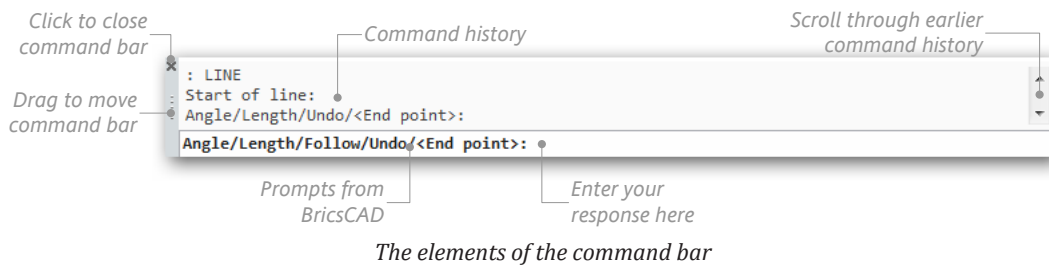 Click to close
command bar
Command history
Scroll through earlier
command history
: LINE
Start of line:
Angle/Length/Undo/<End point>:
Drag to move
command bar
Angle/Length/Follow/Undo/<End point>:
Prompts from
BricsCAD
Enter your
response here
The elements of the command bar